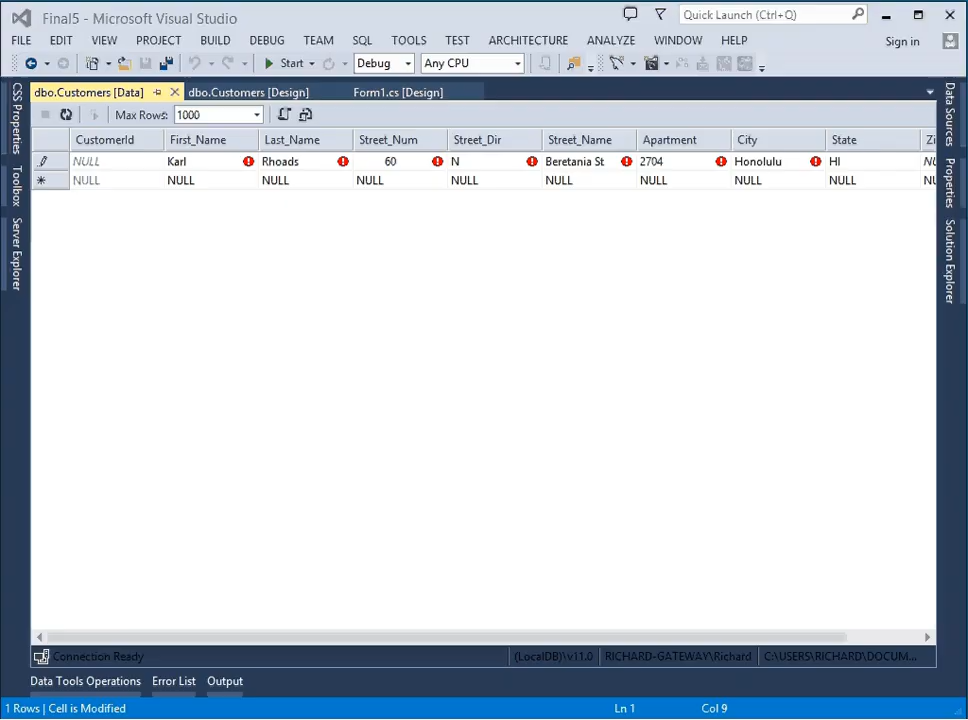 Final5 - Microsoft Visual Studio
Quick Launch (Ctrl+Q)
FILE EDIT VIEW PROJECT BUILD DEBUG TEAM SQL TOOLS TEST ARCHITECTURE ANALYZE WINDOW HELP Sign in
Start Debug Any CPU
dbo.Customers [Data] dbo.Customers [Design] Form1.cs [Design]
Max Rows: 1000
CustomerId First_Name Last_Name Street_Num Street_Dir Street_Name Apartment City State Zi
NULL Karl Rhoads 60 N Beretania St 2704 Honolulu HI NU
NULL NULL NULL NULL NULL NULL NULL NULL NULL NU
CSS Properties
Toolbox
Server Explorer
Data Sources
Properties
Solution Explorer
Connection Ready (LocalDB)\v11.0 RICHARD-GATEWAY\Richard C:\USERS\RICHARD\DOCUM...
Data Tools Operations Error List Output
1 Rows | Cell is Modified Ln 1 Col 9